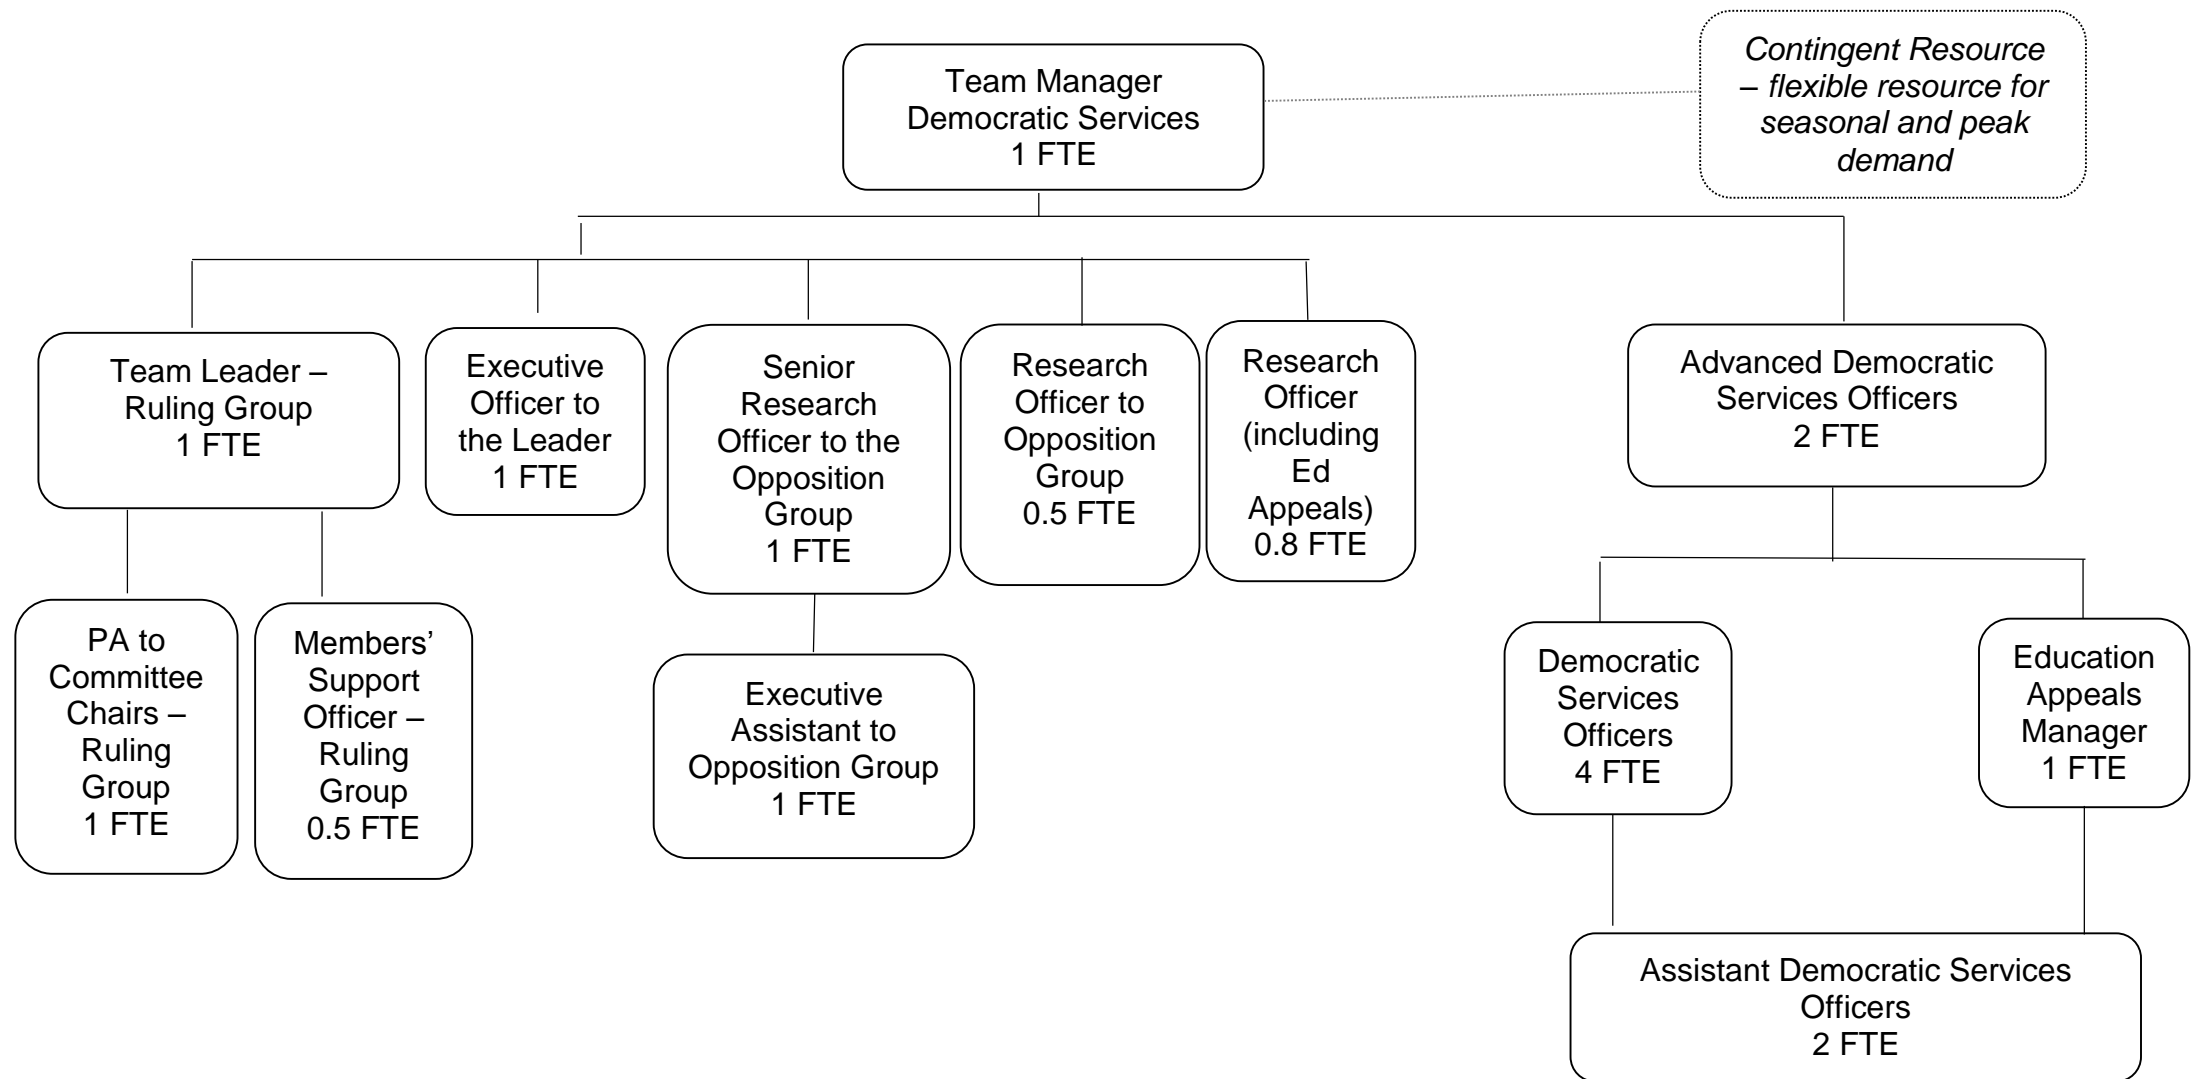 Team Manager
Democratic Services
1 FTE
Contingent Resource
– flexible resource for
seasonal and peak
demand
Team Leader –
Ruling Group
1 FTE
Executive
Officer to
the Leader
1 FTE
Senior
Research
Officer to the
Opposition
Group
1 FTE
Research
Officer to
Opposition
Group
0.5 FTE
Research
Officer
(including
Ed
Appeals)
0.8 FTE
Advanced Democratic
Services Officers
2 FTE
PA to
Committee
Chairs –
Ruling
Group
1 FTE
Members’
Support
Officer –
Ruling
Group
0.5 FTE
Executive
Assistant to
Opposition Group
1 FTE
Democratic
Services
Officers
4 FTE
Education
Appeals
Manager
1 FTE
Assistant Democratic Services
Officers
2 FTE